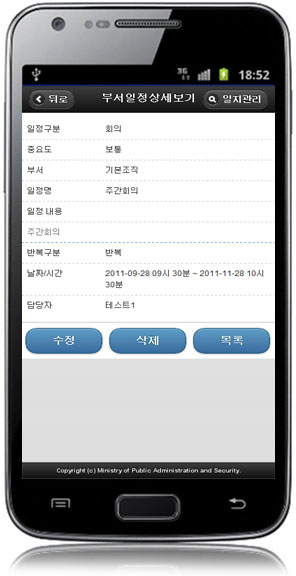 3G 18:52
뒤로 부서일정상세보기 일지관리
일정구분 회의
중요도 보통
부서 기본조직
일정명 주간회의
일정 내용
주간회의
반복구분 반복
날짜/시간 2011-09-28 09시 30분 ~ 2011-11-28 10시
30분
담당자 테스트1
수정 삭제 목록
Copyright (c) Ministry of Public Administration and Security.